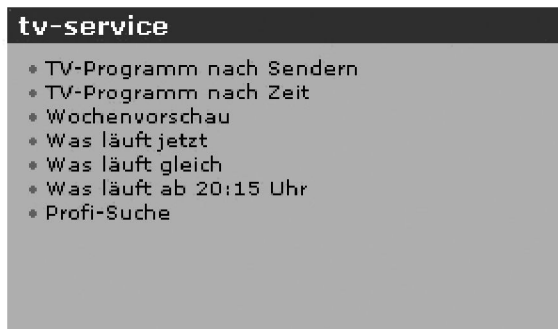 tv-service
TV-Programm nach Sendern
TV-Programm nach Zeit
Wochenvorschau
Was läuft jetzt
Was läuft gleich
Was läuft ab 20:15 Uhr
Profi-Suche